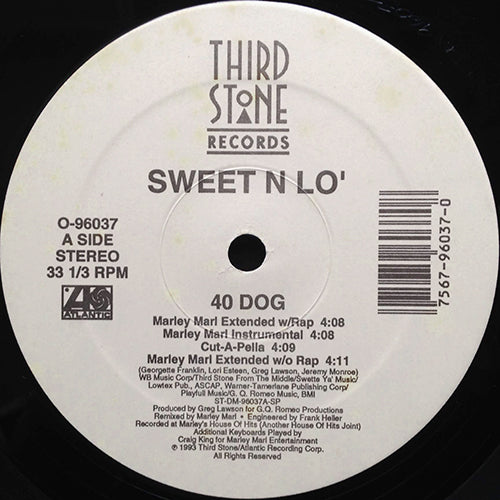 THIRD
STONE
RECORDS
SWEET N LO'
O-96037
A SIDE
STEREO
33 1/3 RPM
ATLANTIC
7567-96037-0
40 DOG
Marley Marl Extended w/Rap 4:08
Marley Marl Instrumental 4:08
Cut-A-Pella 4:09
Marley Marl Extended w/o Rap 4:11
(Georgette Franklin, Lori Esteen, Greg Lawson, Jeremy Monroe)
WB Music Corp/Third Stone From The Middle/Swette Ya' Music/
Lowtex Pub., ASCAP, Warner-Tamerlane Publishing Corp/
Playfull Music/G. Q. Romeo Music, BMI
ST-DM-96037A-SP
Produced by Greg Lawson for G.Q. Romeo Productions
Remixed by Marley Marl • Engineered by Frank Heller
Recorded at Marley's House Of Hits (Another House Of Hits Joint)
Additional Keyboards Played by
Craig King for Marley Marl Entertainment
℗ 1993 Third Stone/Atlantic Recording Corp.
All Rights Reserved